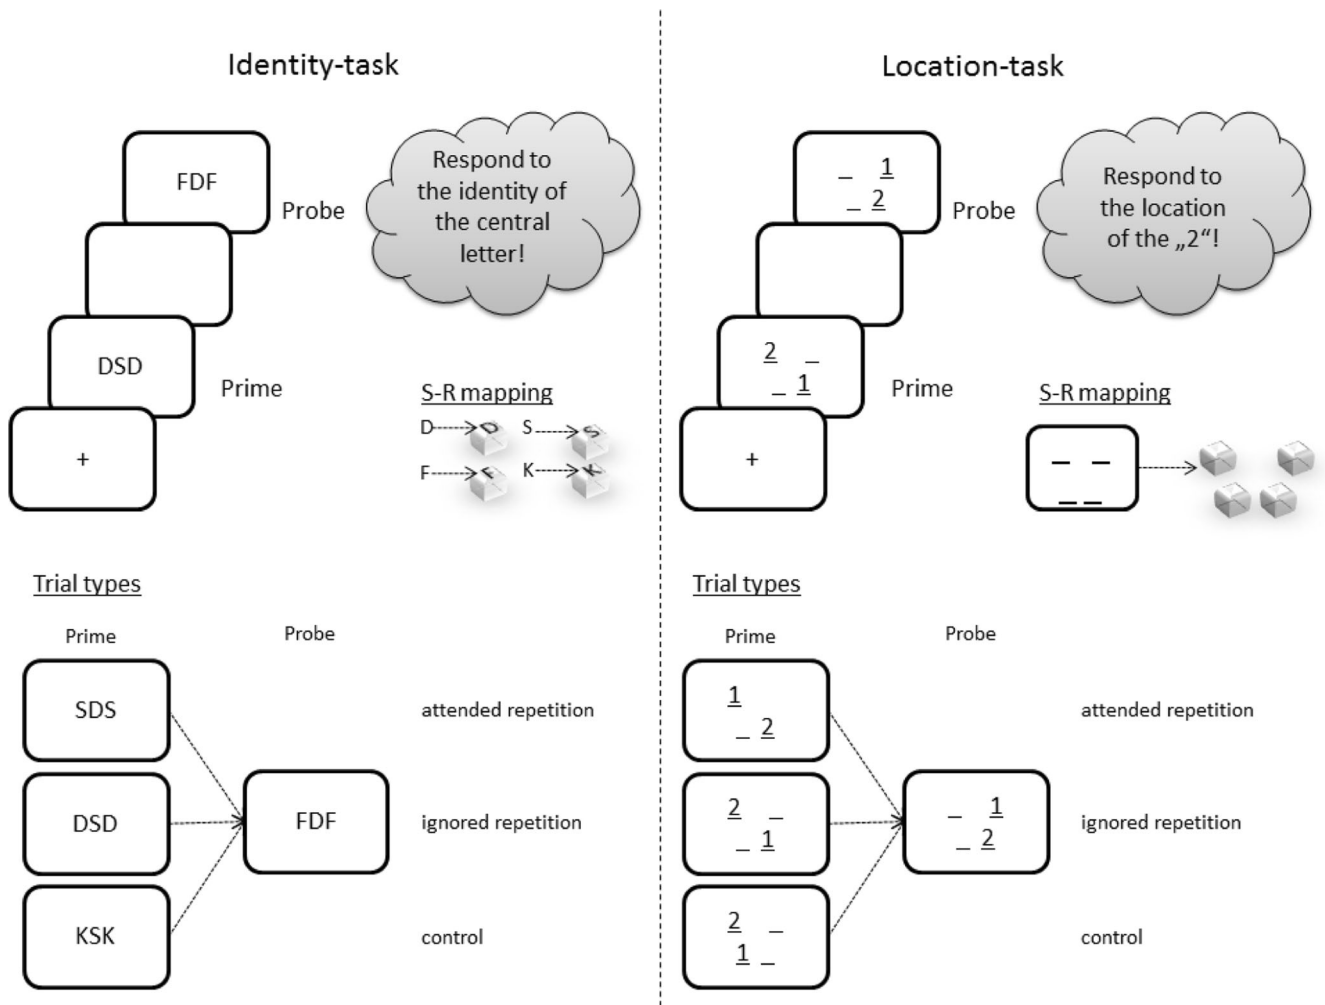 Identity-task
FDF
Probe
Respond to
the identity of
the central
letter!
DSD
Prime
+
S-R mapping
D D S S
F F K K
Trial types
Prime Probe
SDS attended repetition
DSD FDF ignored repetition
KSK control
Location-task
_ 1
_ 2
Probe
Respond to
the location
of the „2“!
2 _
_ 1
Prime
+
S-R mapping
_ _
_ _
Trial types
Prime Probe
1
_ 2
attended repetition
2 _
_ 1
_ 1
_ 2
ignored repetition
2 _
1 _
control